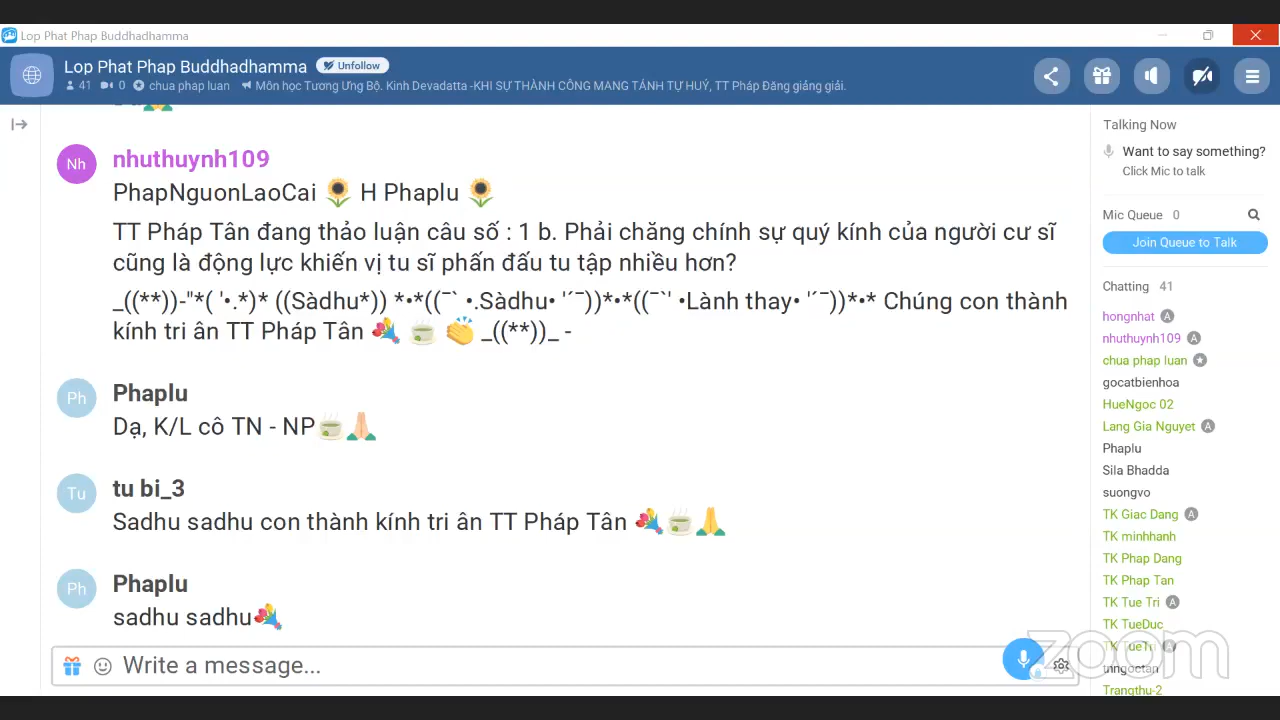 Lop Phat Phap Buddhadhamma
Lop Phat Phap Buddhadhamma Unfollow
41 0 chua phap luan Môn học Tương Ưng Bộ. Kinh Devadatta -KHI SỰ THÀNH CÔNG MANG TÁNH TỰ HUỶ, TT Pháp Đăng giảng giải.
Nh nhuthuynh109
PhapNguonLaoCai 🌻 H Phaplu 🌻
TT Pháp Tân đang thảo luận câu số : 1 b. Phải chăng chính sự quý kính của người cư sĩ
cũng là động lực khiến vị tu sĩ phấn đấu tu tập nhiều hơn?
_((**))-"*( '•.*)* ((Sàdhu*)) *•*((¯` •.Sàdhu• '´¯))*•*((¯`' •Lành thay• '´¯))*•* Chúng con thành
kính tri ân TT Pháp Tân 💐 🍵 👏 _((**))_ -
Ph Phaplu
Dạ, K/L cô TN - NP🍵🙏🏻
Tu tu bi_3
Sadhu sadhu con thành kính tri ân TT Pháp Tân 💐🍵🙏
Ph Phaplu
sadhu sadhu💐
Write a message...
Talking Now
Want to say something?
Click Mic to talk
Mic Queue 0
Join Queue to Talk
Chatting 41
hongnhat A
nhuthuynh109 A
chua phap luan
gocatbienhoa
HueNgoc 02
Lang Gia Nguyet A
Phaplu
Sila Bhadda
suongvo
TK Giac Dang A
TK minhhanh
TK Phap Dang
TK Phap Tan
TK Tue Tri A
TK TueDuc
Trangthu-2
zoom